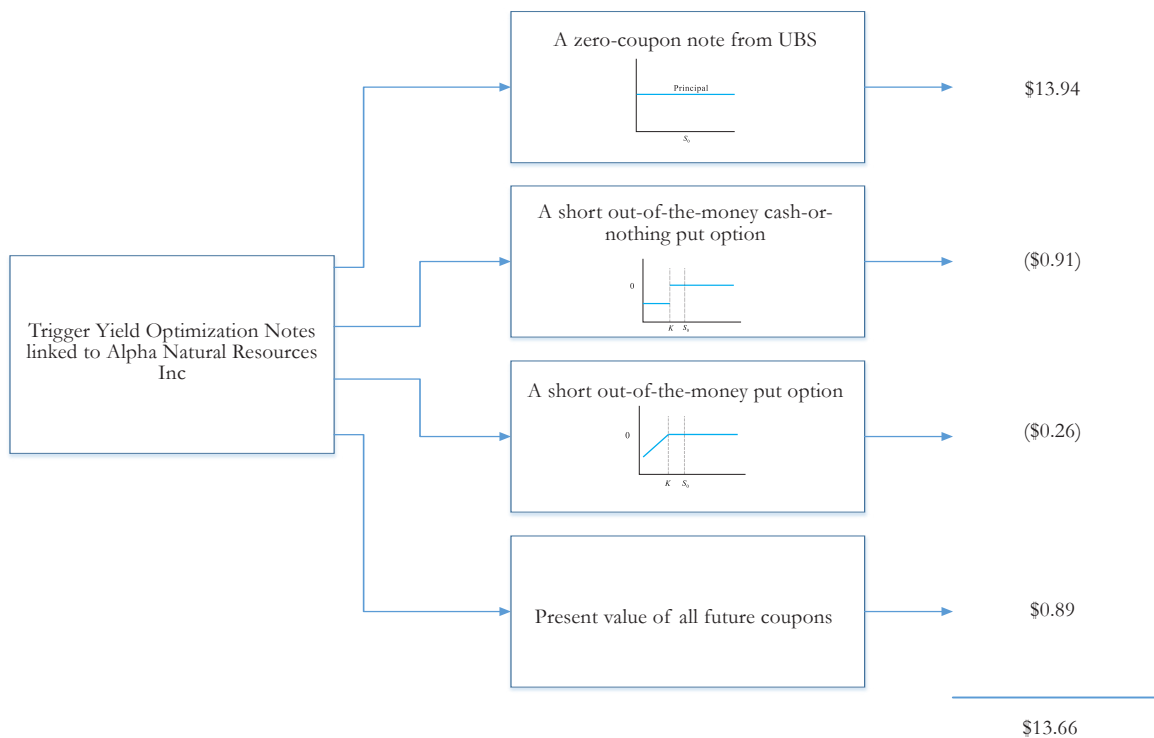 A zero-coupon note from UBS
Principal
S0
$13.94
A short out-of-the-money cash-or-
nothing put option
0
K
S0
($0.91)
Trigger Yield Optimization Notes
linked to Alpha Natural Resources
Inc
A short out-of-the-money put option
0
K
S0
($0.26)
Present value of all future coupons
$0.89
$13.66